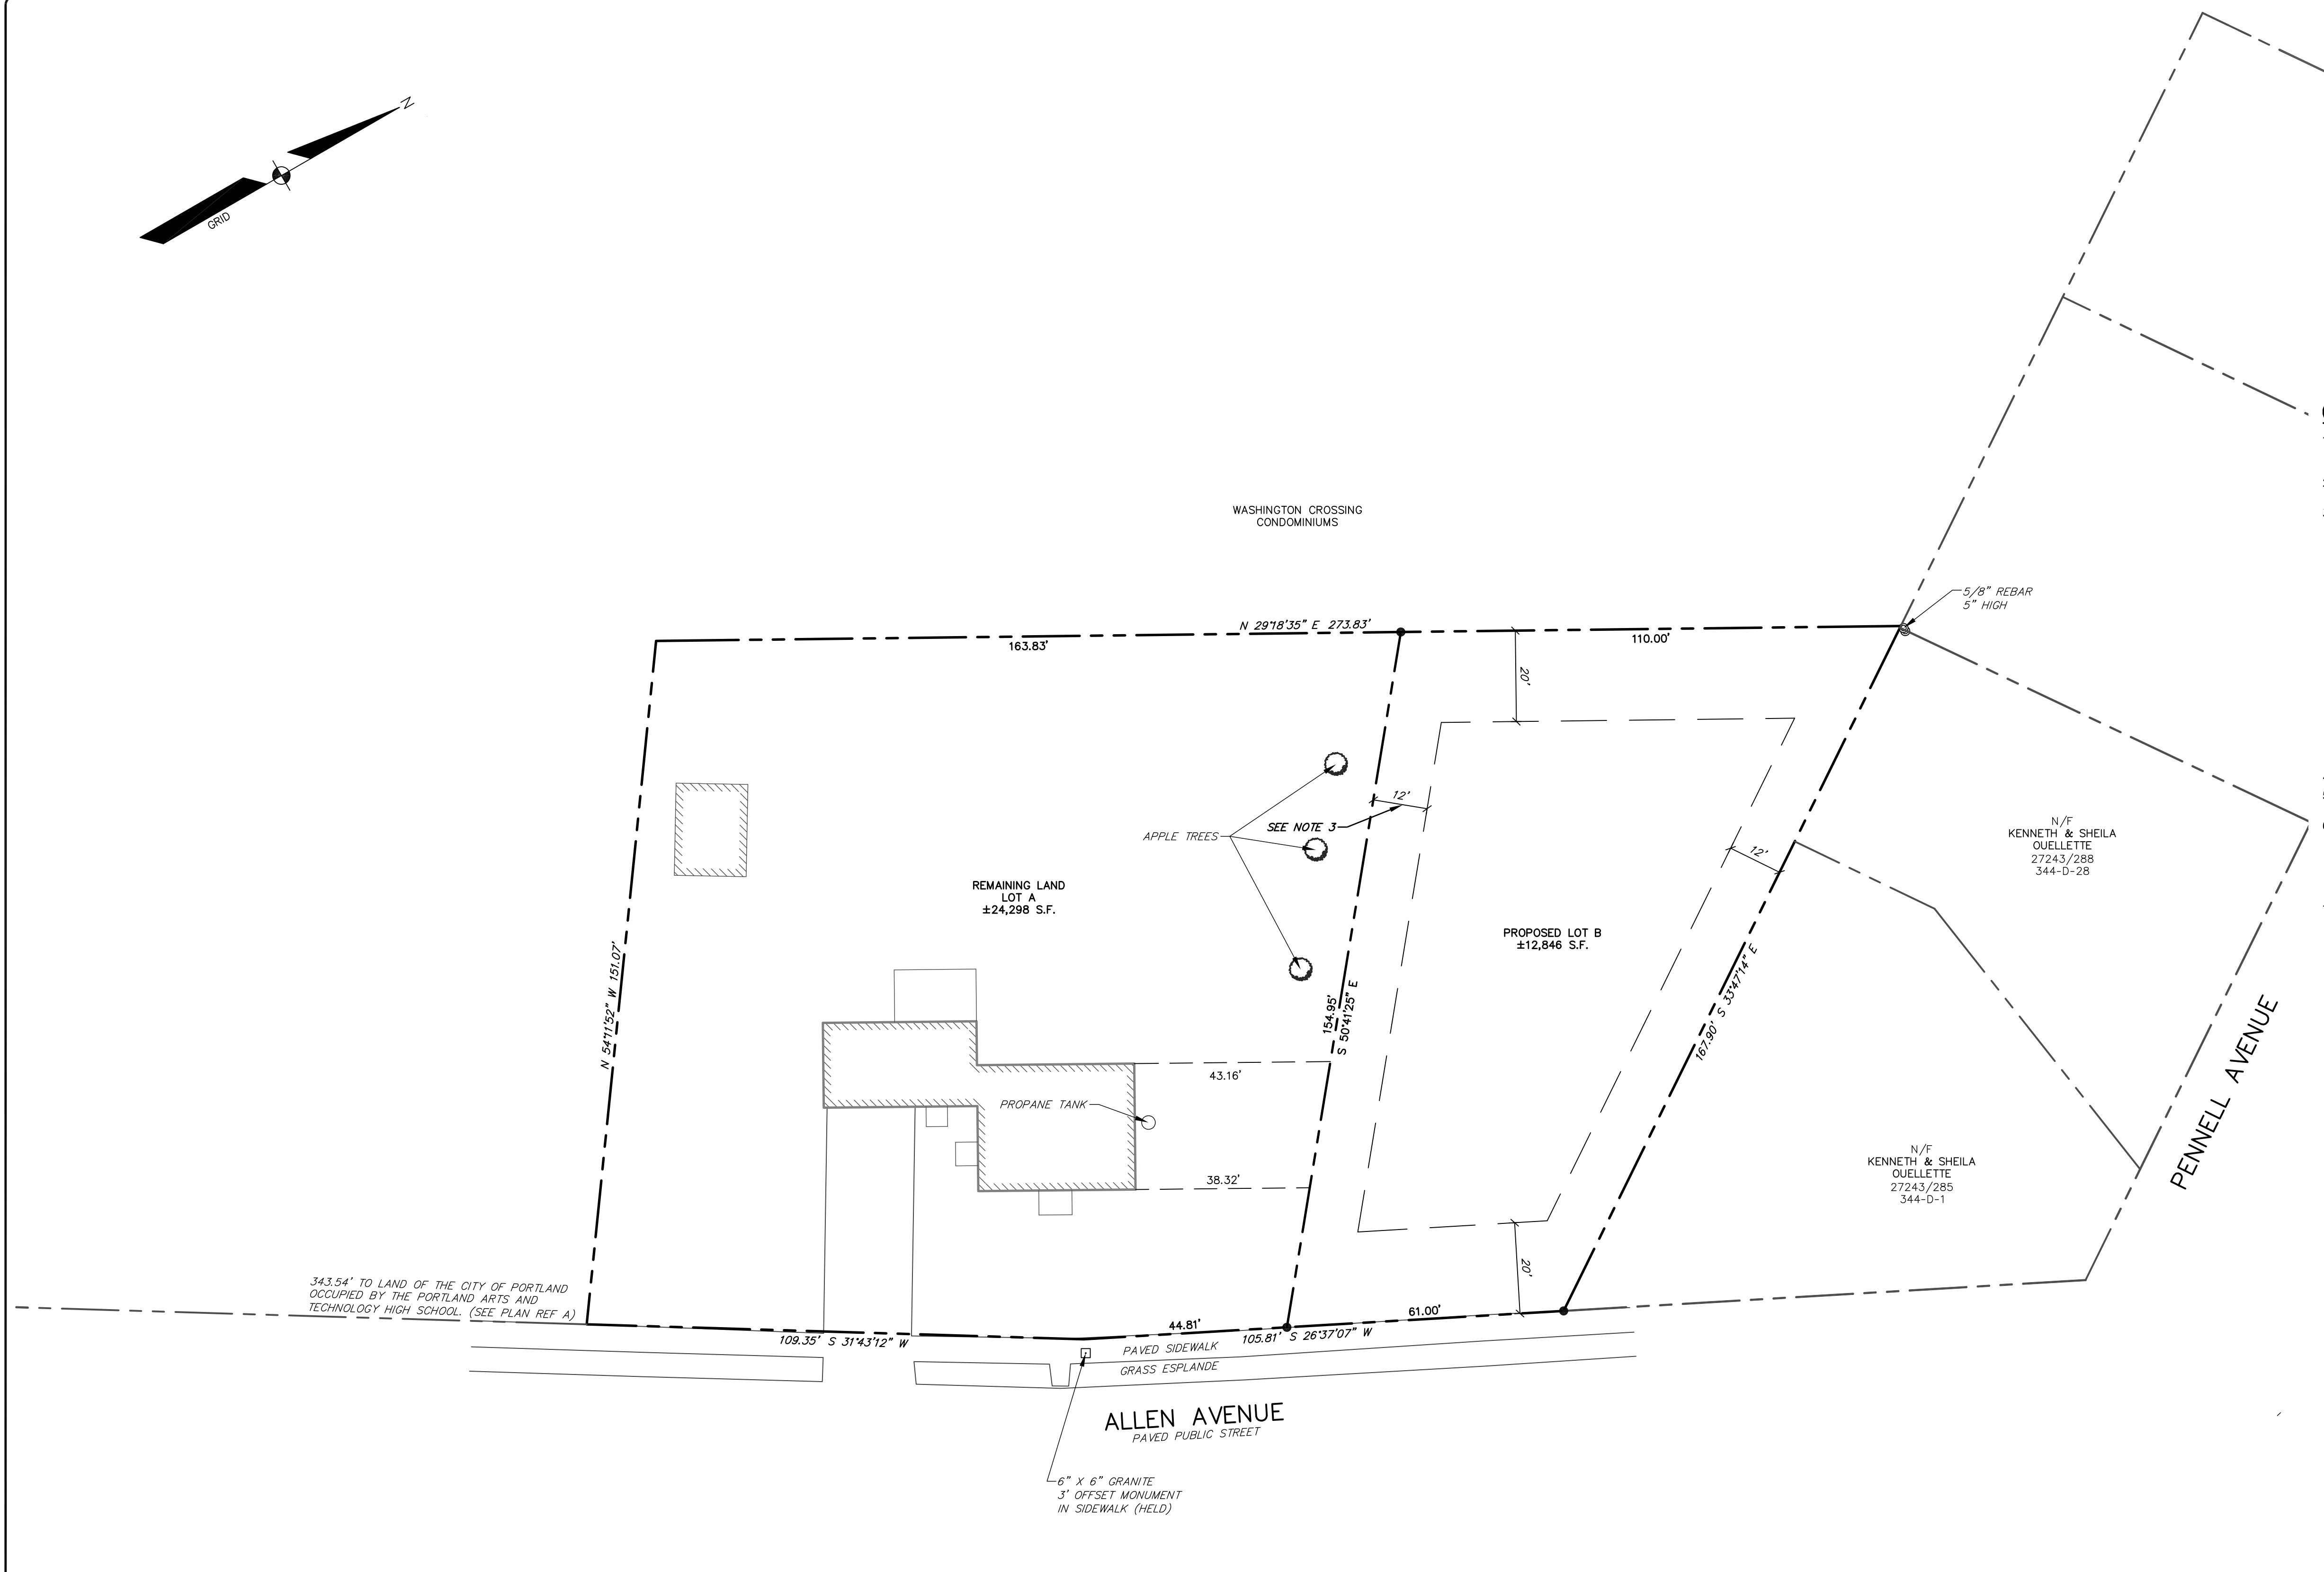 N
GRID
WASHINGTON CROSSING
CONDOMINIUMS
5/8" REBAR
5" HIGH
N 29°18'35" E 273.83'
163.83'
110.00'
20'
12'
SEE NOTE 3
APPLE TREES
12'
N/F
KENNETH & SHEILA
OUELLETTE
27243/288
344-D-28
REMAINING LAND
LOT A
±24,298 S.F.
PROPOSED LOT B
±12,846 S.F.
N 54°11'52" W 151.07'
154.95'
S 50°41'25" E
167.90' S 33°47'14" E
43.16'
PROPANE TANK
38.32'
PENNELL AVENUE
N/F
KENNETH & SHEILA
OUELLETTE
27243/285
344-D-1
20'
343.54' TO LAND OF THE CITY OF PORTLAND
OCCUPIED BY THE PORTLAND ARTS AND
TECHNOLOGY HIGH SCHOOL. (SEE PLAN REF A)
61.00'
44.81'
109.35' S 31°43'12" W
105.81' S 26°37'07" W
PAVED SIDEWALK
GRASS ESPLANDE
ALLEN AVENUE
PAVED PUBLIC STREET
6" X 6" GRANITE
3' OFFSET MONUMENT
IN SIDEWALK (HELD)